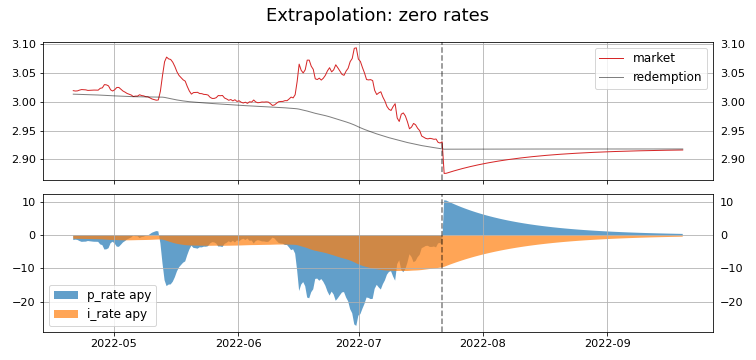 Extrapolation: zero rates
3.10 3.10
market
redemption
3.05 3.05
3.00 3.00
2.95 2.95
2.90 2.90
10 10
0 0
−10 −10
p_rate apy
−20 −20
i_rate apy
2022-05 2022-06 2022-07 2022-08 2022-09